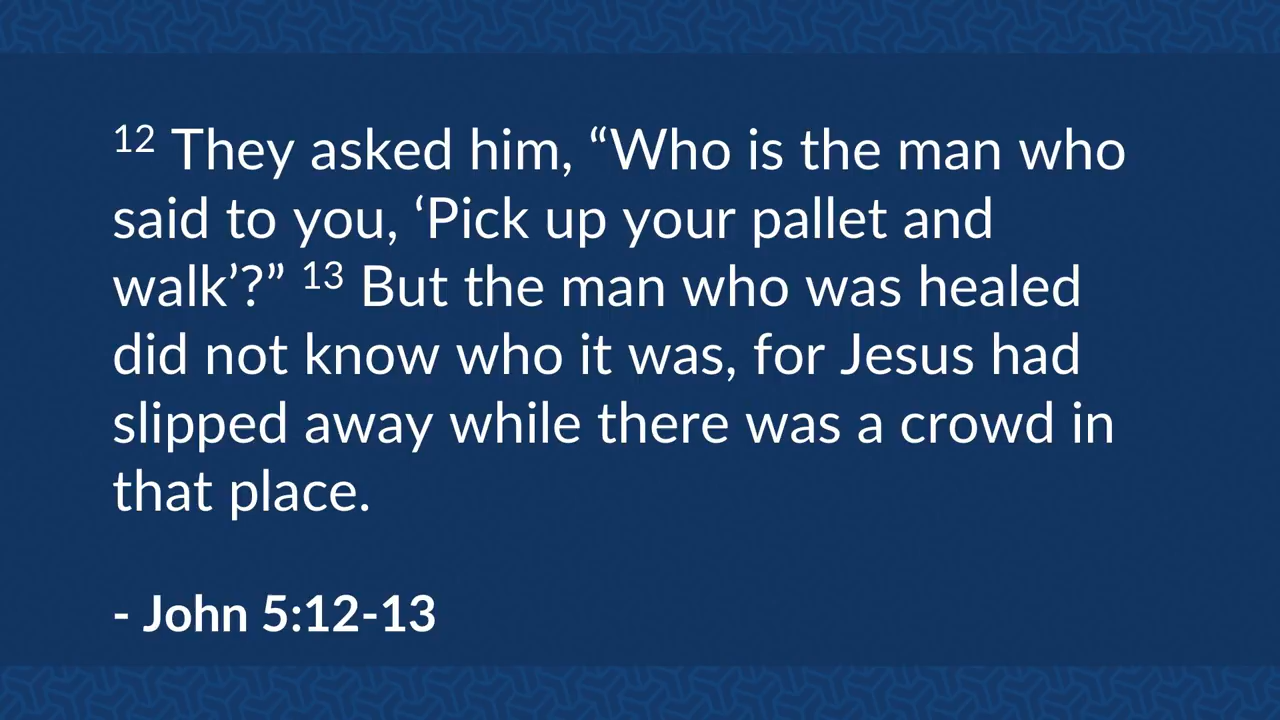 12 They asked him, “Who is the man who
said to you, ‘Pick up your pallet and
walk’?” 13 But the man who was healed
did not know who it was, for Jesus had
slipped away while there was a crowd in
that place.
- John 5:12-13